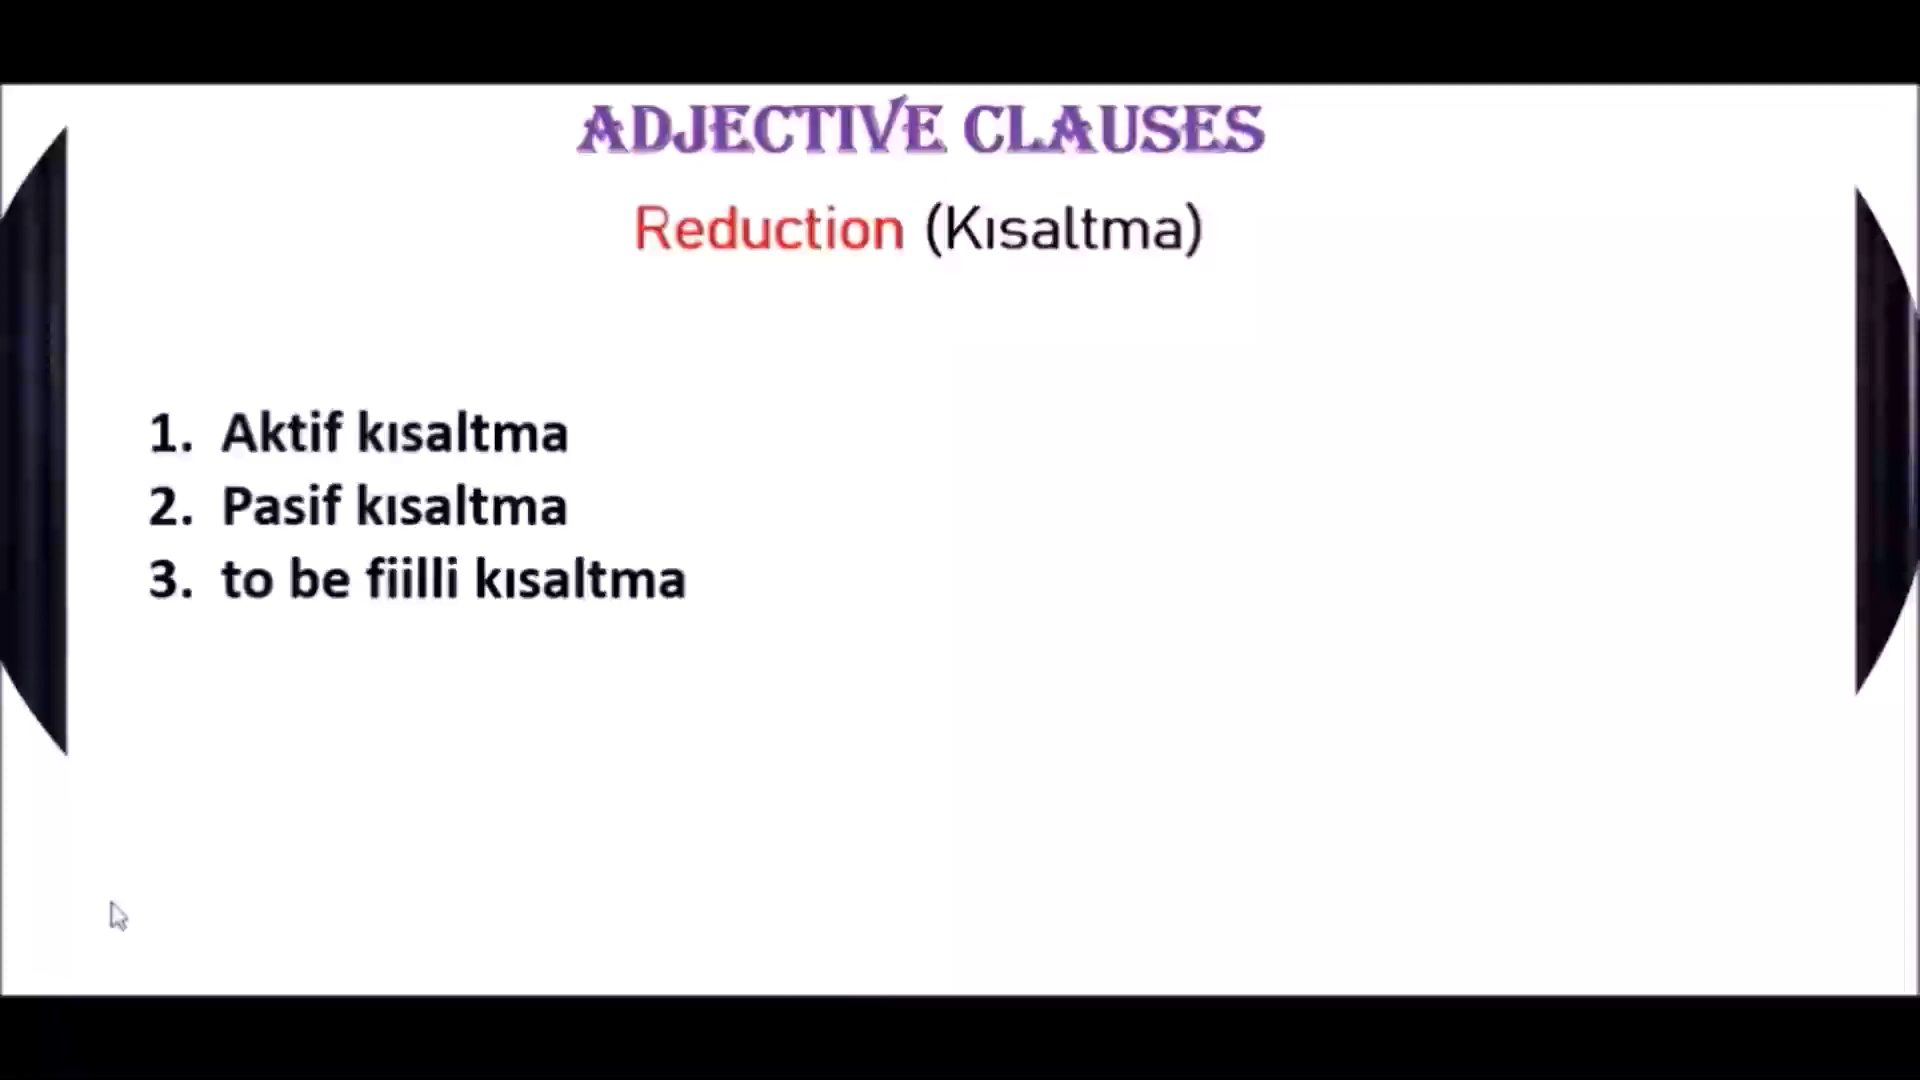 ADJECTIVE CLAUSES
Reduction (Kısaltma)
1. Aktif kısaltma
2. Pasif kısaltma
3. to be fiilli kısaltma